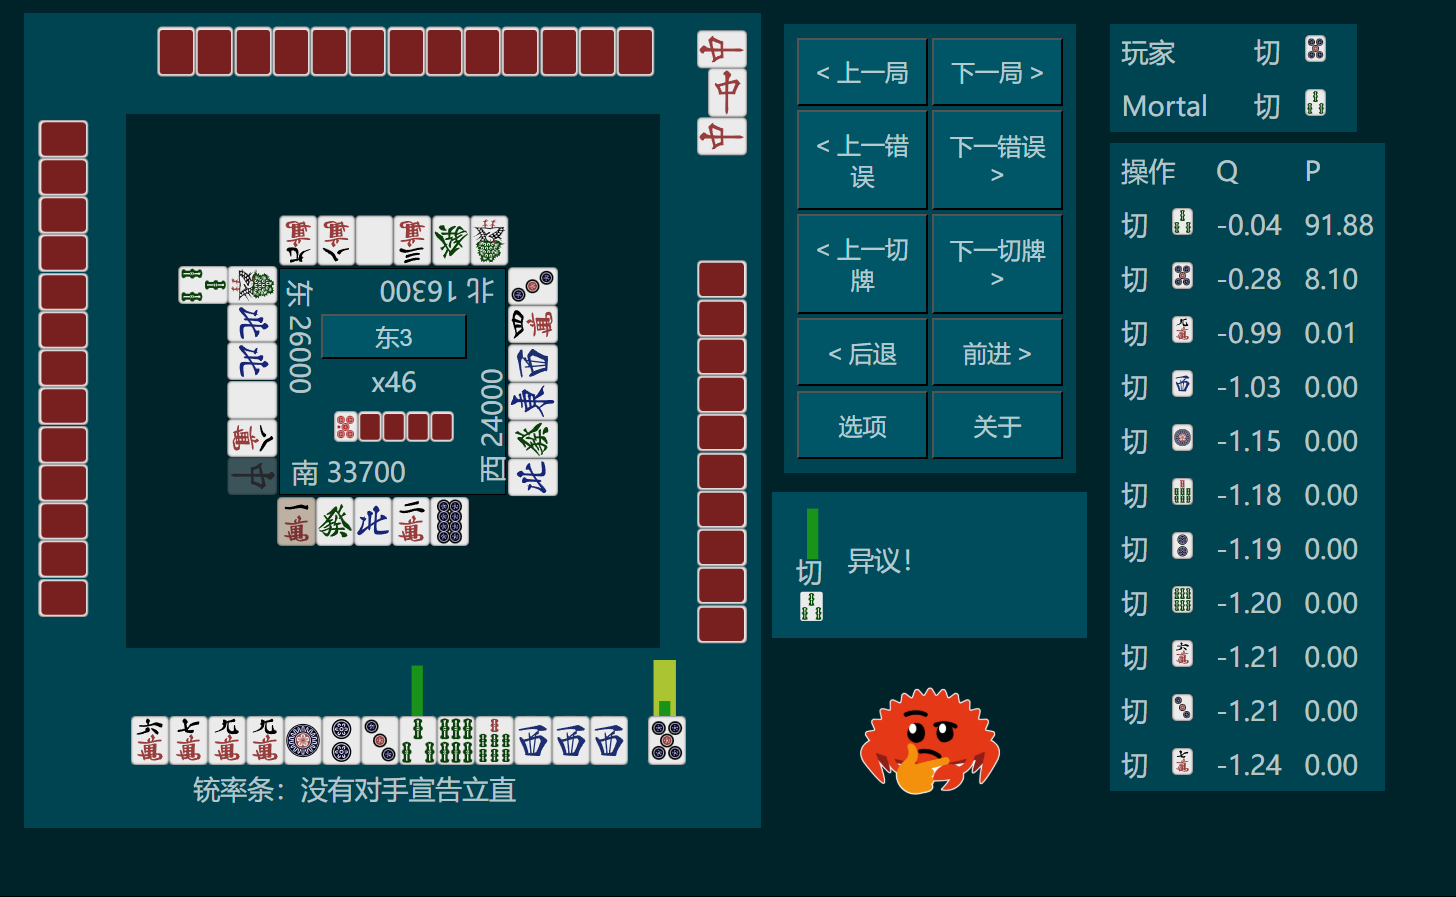 北 16300
东 26000
东3
x46
西 24000
南 33700
铳率条：没有对手宣告立直
< 上一局
下一局 >
< 上一错误
下一错误 >
< 上一切牌
下一切牌 >
< 后退
前进 >
选项
关于
切
异议！
玩家 切
Mortal 切
操作 Q P
切 -0.04 91.88
切 -0.28 8.10
切 -0.99 0.01
切 -1.03 0.00
切 -1.15 0.00
切 -1.18 0.00
切 -1.19 0.00
切 -1.20 0.00
切 -1.21 0.00
切 -1.21 0.00
切 -1.24 0.00